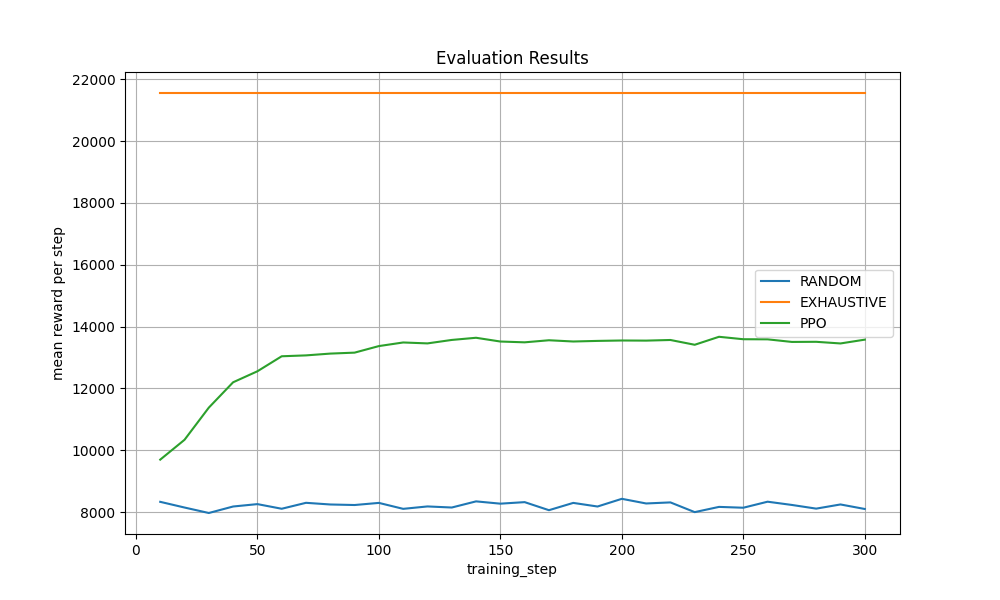 Evaluation Results
mean reward per step
22000
20000
18000
16000
14000
12000
10000
8000
RANDOM
EXHAUSTIVE
PPO
0 50 100 150 200 250 300
training_step